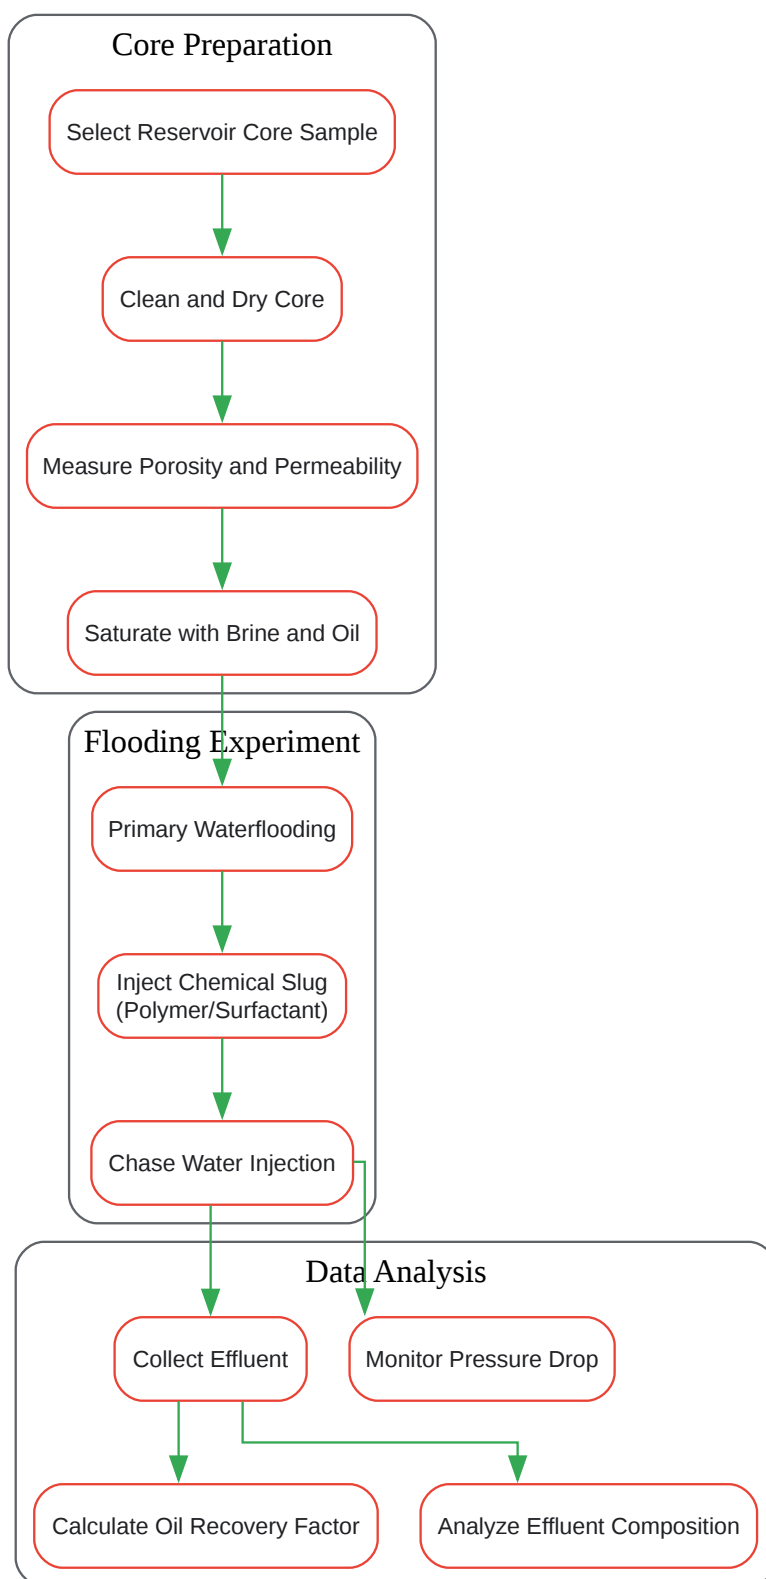 Core Preparation
Select Reservoir Core Sample
Clean and Dry Core
Measure Porosity and Permeability
Saturate with Brine and Oil
Flooding Experiment
Primary Waterflooding
Inject Chemical Slug
(Polymer/Surfactant)
Chase Water Injection
Data Analysis
Collect Effluent
Monitor Pressure Drop
Calculate Oil Recovery Factor
Analyze Effluent Composition